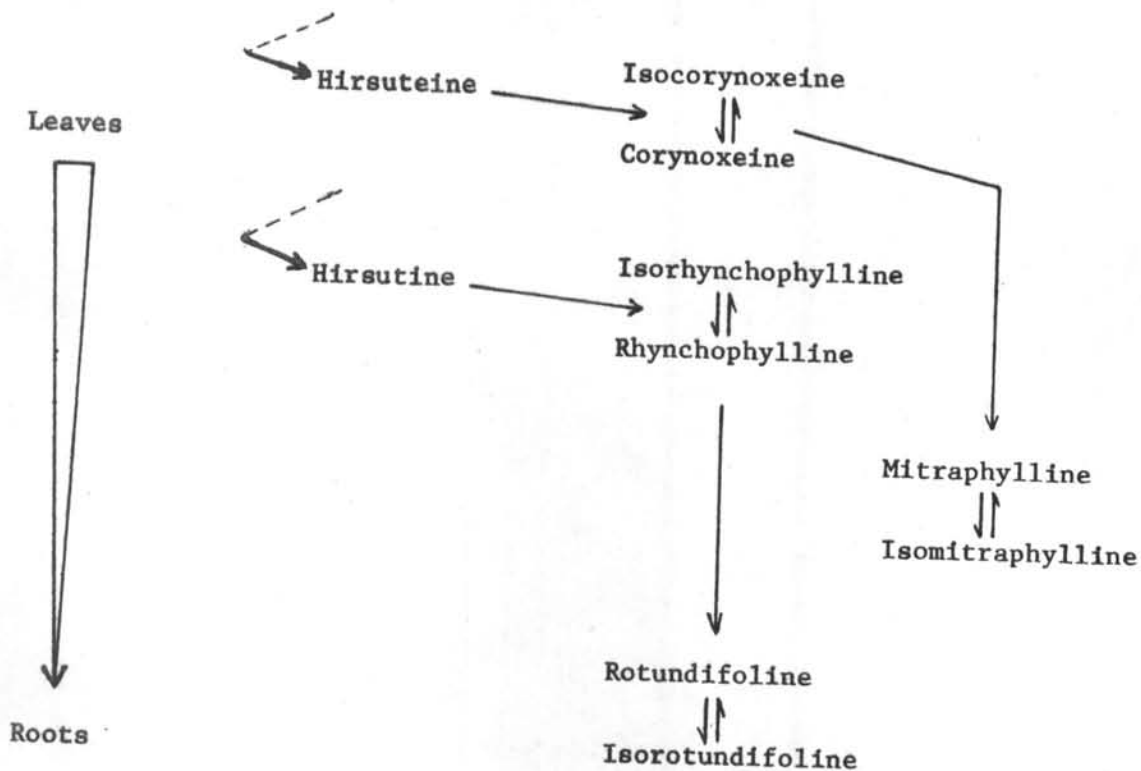 Hirsuteine
Isocorynoxeine
Leaves
Corynoxeine
Hirsutine
Isorhynchophylline
Rhynchophylline
Mitraphylline
Isomitraphylline
Rotundifoline
Roots
Isorotundifoline